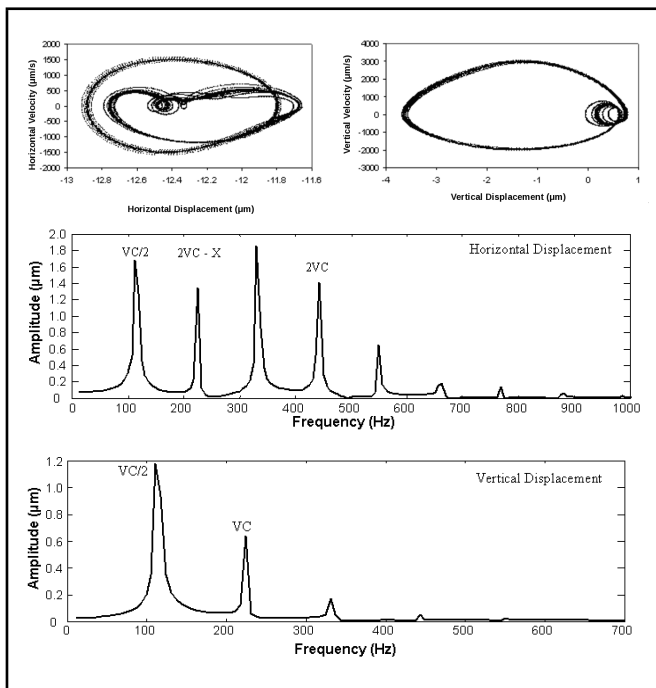 2000
1500
1000
500
0
-500
-1000
-1500
-2000
Horizontal Velocity (µm/s)
-13 -12.8 -12.6 -12.4 -12.2 -12 -11.8 -11.6
Horizontal Displacement (µm)
4000
3000
2000
1000
0
-1000
-2000
-3000
Vertical Velocity (µm/s)
-4 -3 -2 -1 0 1
Vertical Displacement (µm)
2.0
1.8
1.6
1.4
1.2
1.0
0.8
0.6
0.4
0.2
0
Amplitude (µm)
VC/2 2VC - X 2VC Horizontal Displacement
0 100 200 300 400 500 600 700 800 900 1000
Frequency (Hz)
1.2
1.0
0.8
0.6
0.4
0.2
0
Amplitude (µm)
VC/2 VC Vertical Displacement
0 100 200 300 400 500 600 700
Frequency (Hz)